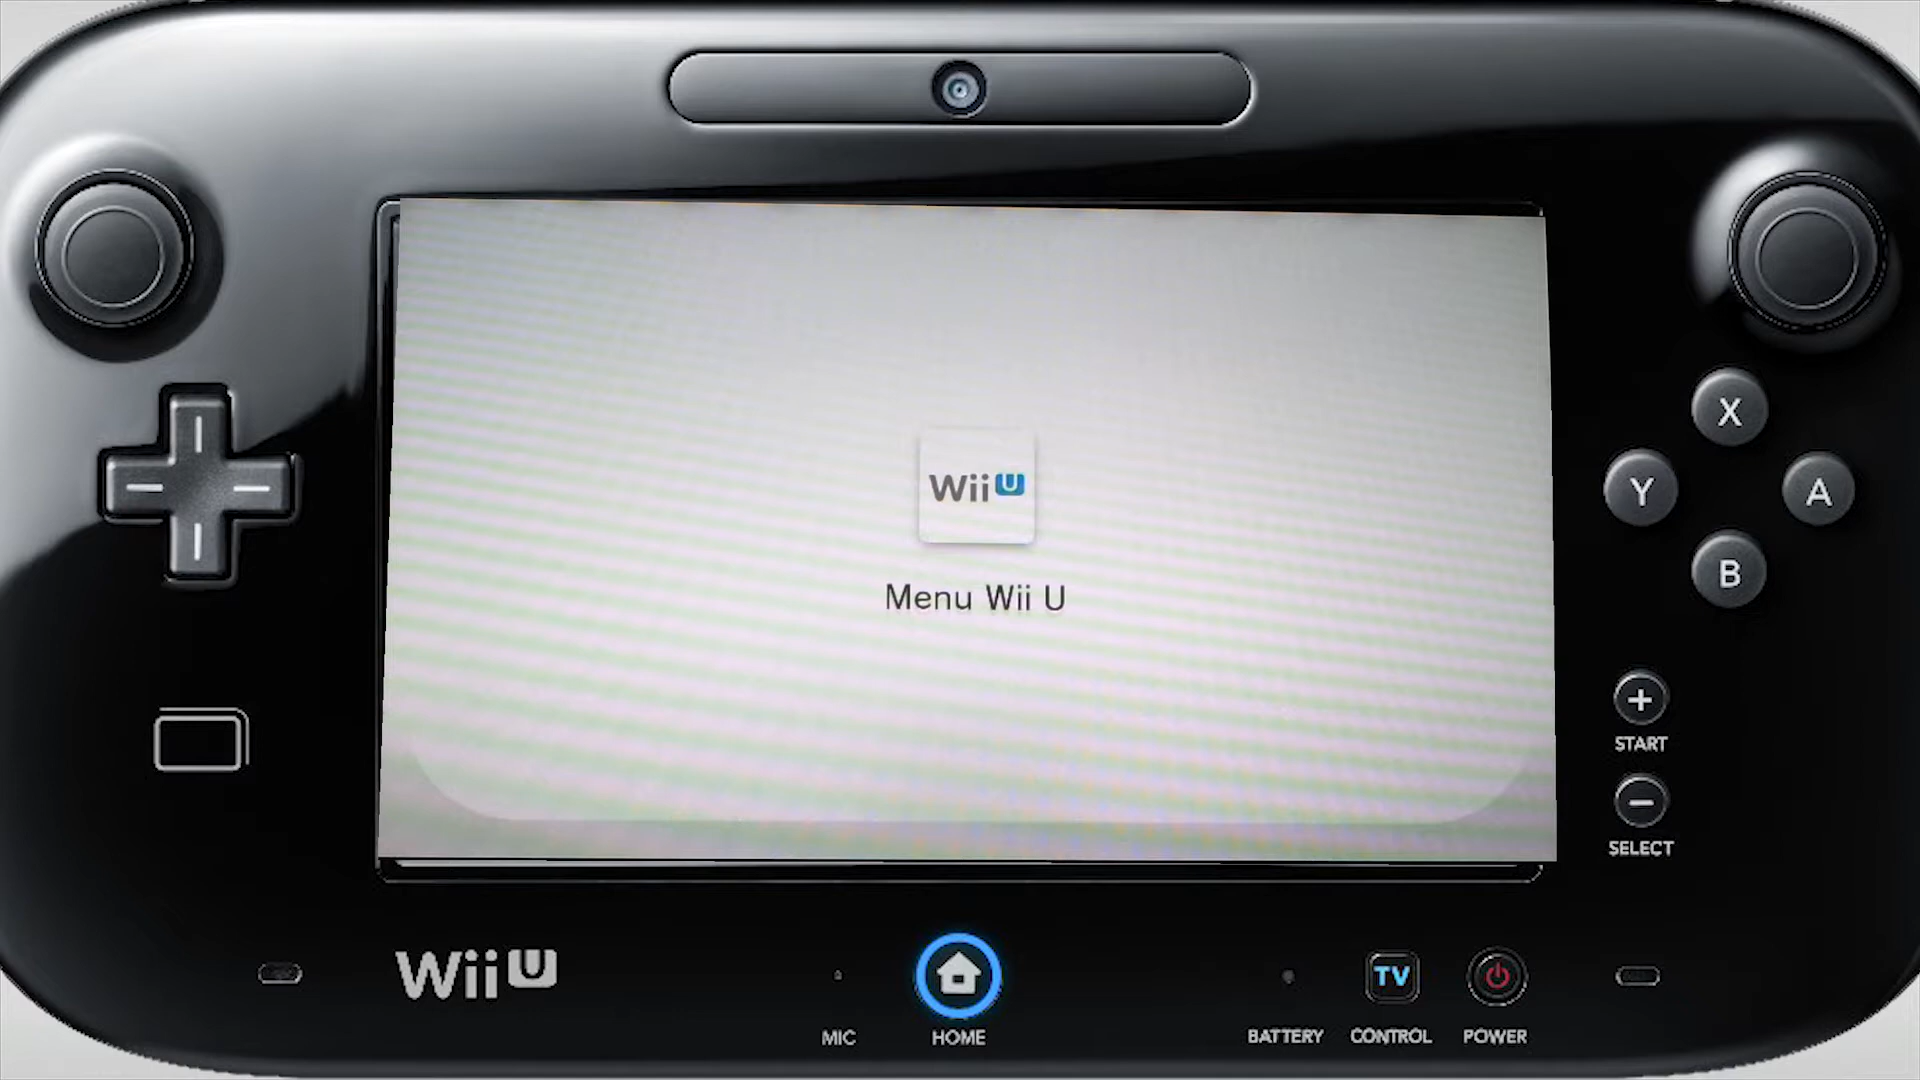 X
Y
A
B
Wii U
Menu Wii U
+
START
−
SELECT
Wii U
TV
MIC
HOME
BATTERY
CONTROL
POWER